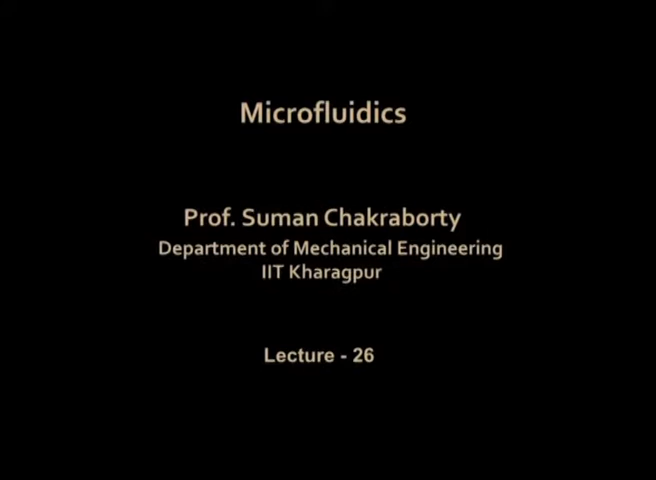 Microfluidics
Prof. Suman Chakraborty
Department of Mechanical Engineering
IIT Kharagpur
Lecture - 26